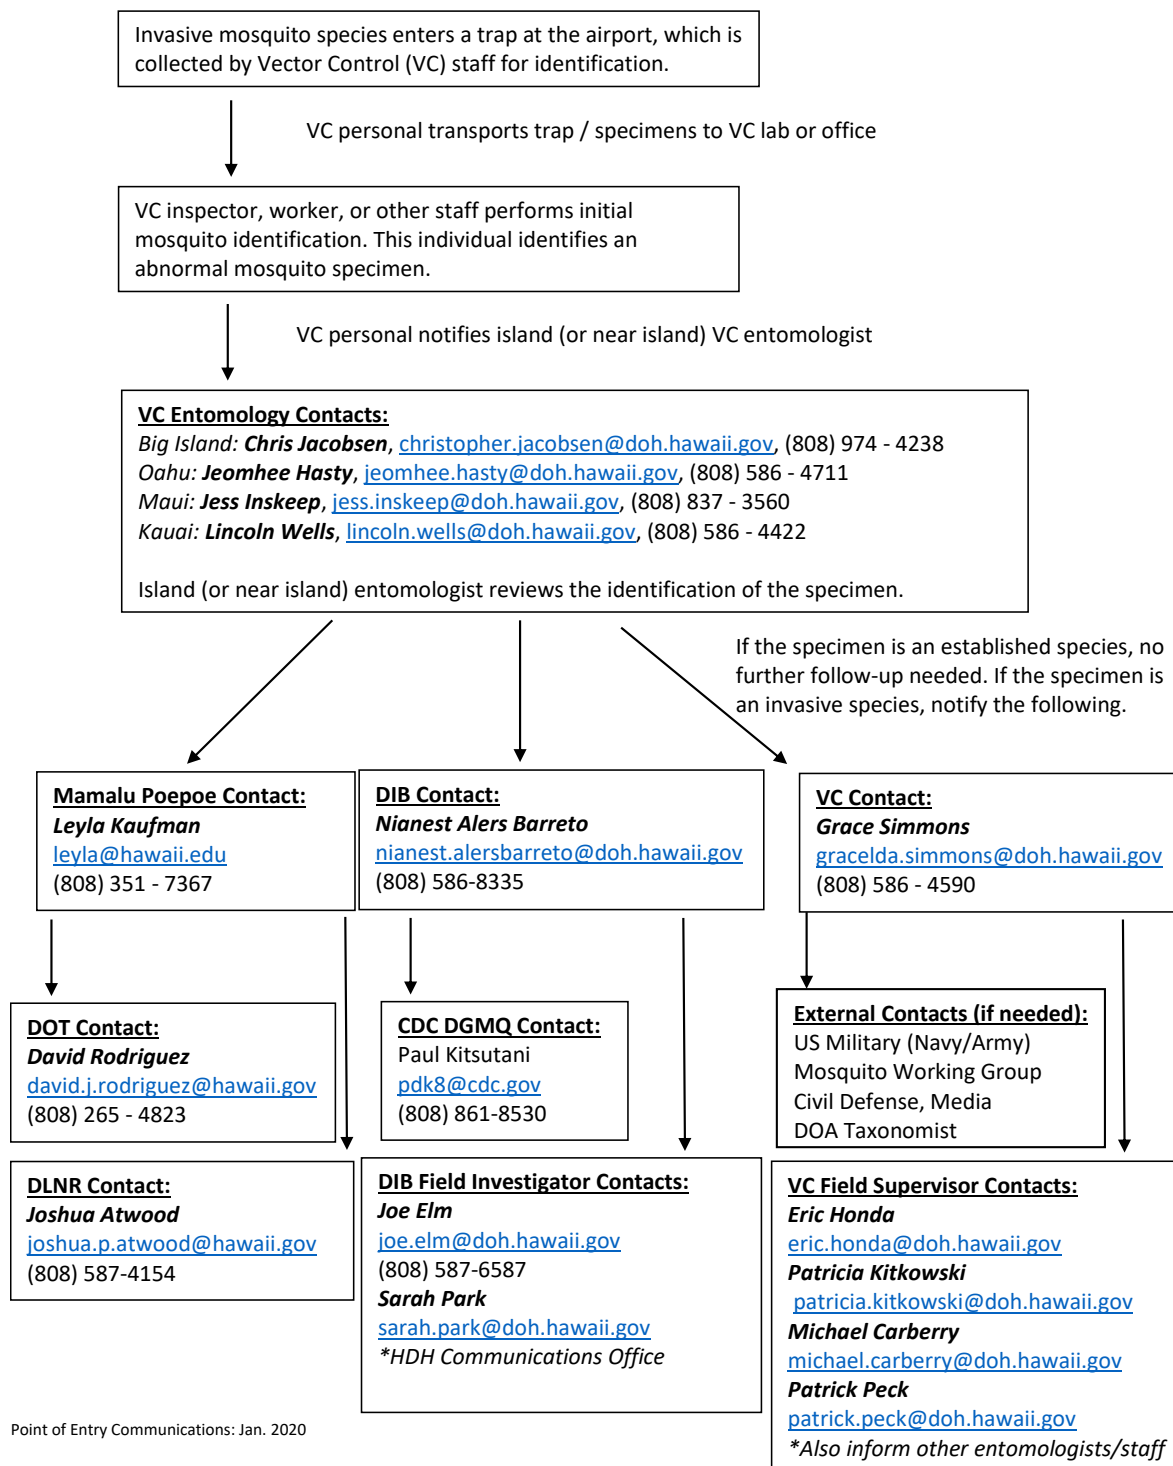 Invasive mosquito species enters a trap at the airport, which is
collected by Vector Control (VC) staff for identification.
VC personal transports trap / specimens to VC lab or office
VC inspector, worker, or other staff performs initial
mosquito identification. This individual identifies an
abnormal mosquito specimen.
VC personal notifies island (or near island) VC entomologist
VC Entomology Contacts:
Big Island: Chris Jacobsen, christopher.jacobsen@doh.hawaii.gov, (808) 974 - 4238
Oahu: Jeomhee Hasty, jeomhee.hasty@doh.hawaii.gov, (808) 586 - 4711
Maui: Jess Inskeep, jess.inskeep@doh.hawaii.gov, (808) 837 - 3560
Kauai: Lincoln Wells, lincoln.wells@doh.hawaii.gov, (808) 586 - 4422
Island (or near island) entomologist reviews the identification of the specimen.
If the specimen is an established species, no
further follow-up needed. If the specimen is
an invasive species, notify the following.
Mamalu Poepoe Contact:
Leyla Kaufman
leyla@hawaii.edu
(808) 351 - 7367
DIB Contact:
Nianest Alers Barreto
nianest.alersbarreto@doh.hawaii.gov
(808) 586-8335
VC Contact:
Grace Simmons
gracelda.simmons@doh.hawaii.gov
(808) 586 - 4590
DOT Contact:
David Rodriguez
david.j.rodriguez@hawaii.gov
(808) 265 - 4823
CDC DGMQ Contact:
Paul Kitsutani
pdk8@cdc.gov
(808) 861-8530
External Contacts (if needed):
US Military (Navy/Army)
Mosquito Working Group
Civil Defense, Media
DOA Taxonomist
DLNR Contact:
Joshua Atwood
joshua.p.atwood@hawaii.gov
(808) 587-4154
DIB Field Investigator Contacts:
Joe Elm
joe.elm@doh.hawaii.gov
(808) 587-6587
Sarah Park
sarah.park@doh.hawaii.gov
*HDH Communications Office
VC Field Supervisor Contacts:
Eric Honda
eric.honda@doh.hawaii.gov
Patricia Kitkowski
patricia.kitkowski@doh.hawaii.gov
Michael Carberry
michael.carberry@doh.hawaii.gov
Patrick Peck
patrick.peck@doh.hawaii.gov
*Also inform other entomologists/staff
Point of Entry Communications: Jan. 2020